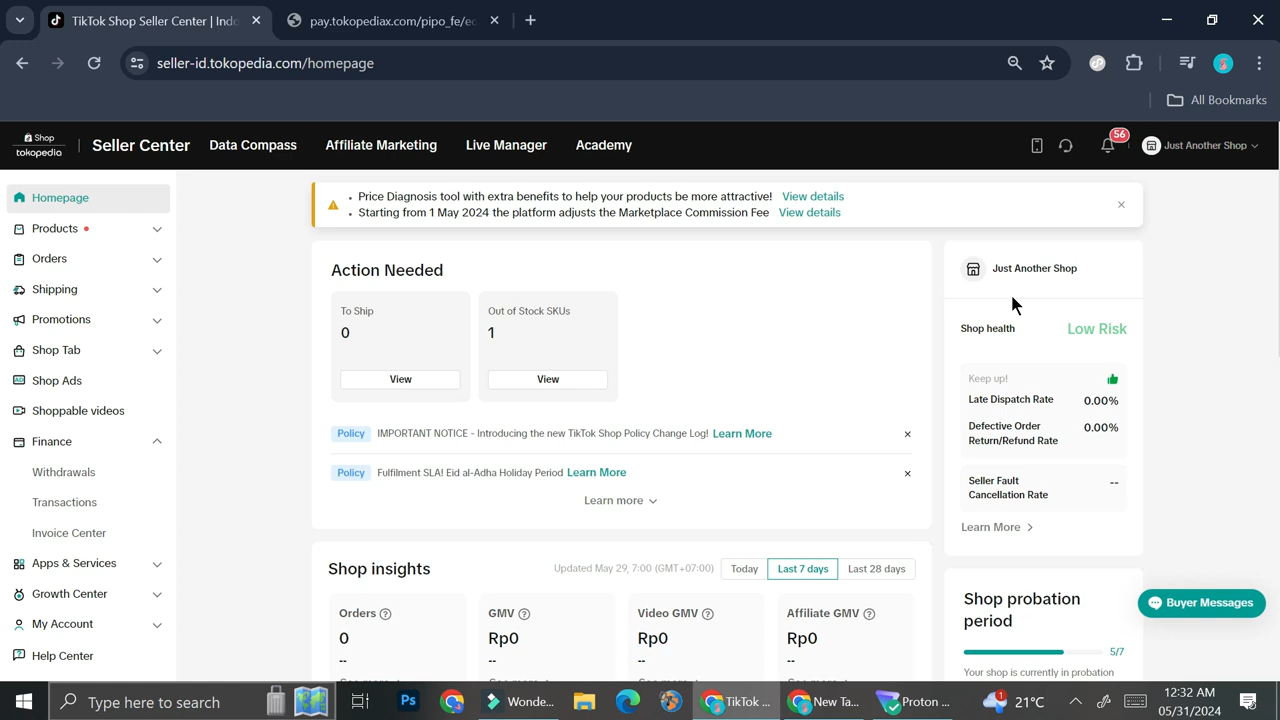 TikTok Shop Seller Center | Indo
pay.tokopediax.com/pipo_fe/ec
seller-id.tokopedia.com/homepage
All Bookmarks
Shop
tokopedia
Seller Center
Data Compass
Affiliate Marketing
Live Manager
Academy
56
Just Another Shop
Homepage
Products
Orders
Shipping
Promotions
Shop Tab
Shop Ads
Shoppable videos
Finance
Withdrawals
Transactions
Invoice Center
Apps & Services
Growth Center
My Account
Help Center
Price Diagnosis tool with extra benefits to help your products be more attractive! View details
Starting from 1 May 2024 the platform adjusts the Marketplace Commission Fee View details
Action Needed
To Ship
0
View
Out of Stock SKUs
1
View
Policy IMPORTANT NOTICE - Introducing the new TikTok Shop Policy Change Log! Learn More
Policy Fulfilment SLA! Eid al-Adha Holiday Period Learn More
Learn more
Shop insights
Updated May 29, 7:00 (GMT+07:00)
Today
Last 7 days
Last 28 days
Orders
0
--
GMV
Rp0
--
Video GMV
Rp0
--
Affiliate GMV
Rp0
--
Just Another Shop
Shop health
Low Risk
Keep up!
Late Dispatch Rate
0.00%
Defective Order
Return/Refund Rate
0.00%
Seller Fault
Cancellation Rate
--
Learn More
Shop probation
period
5/7
Your shop is currently in probation
Buyer Messages
Type here to search
Ps
Wonde...
TikTok ...
New Ta...
Proton ...
1
21°C
12:32 AM
05/31/2024